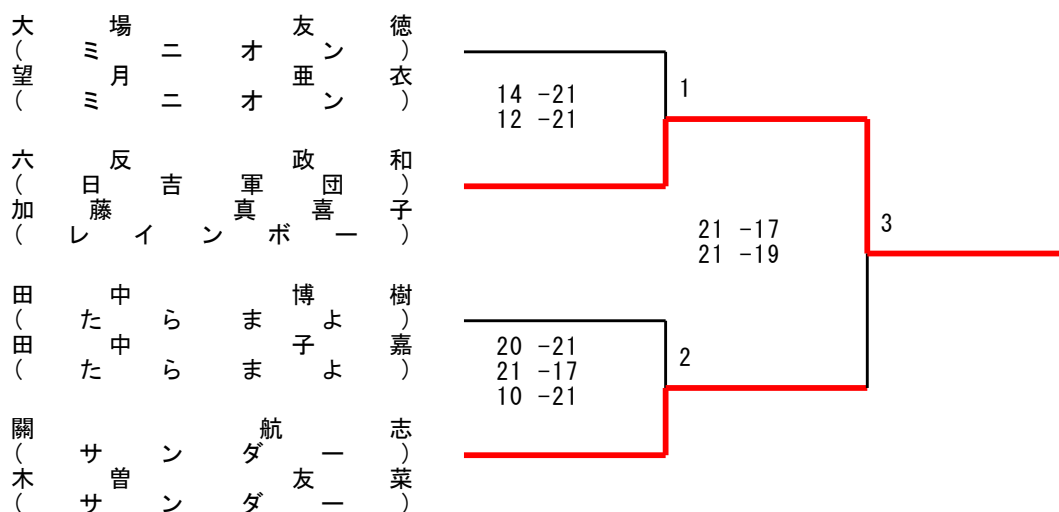 大場友徳
(ミニオン)
望月亜衣
(ミニオン)
14 -21
12 -21
1
六反政和
(日吉軍団)
加藤真喜子
(レインボー)
21 -17
21 -19
3
田中博樹
(たらまよ)
田中子嘉
(たらまよ)
20 -21
21 -17
10 -21
2
關航志
(サンダー)
木曽友菜
(サンダー)